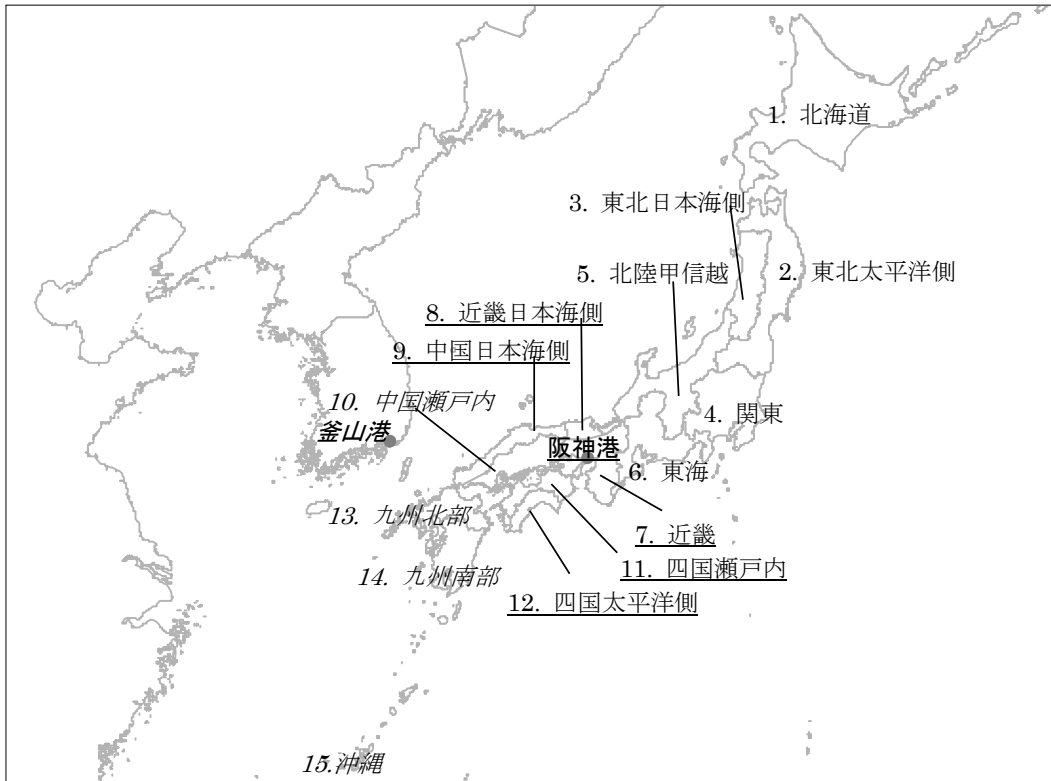 1. 北海道
3. 東北日本海側
5. 北陸甲信越
2. 東北太平洋側
8. 近畿日本海側
9. 中国日本海側
10. 中国瀬戸内
4. 関東
釜山港
阪神港
6. 東海
13. 九州北部
7. 近畿
14. 九州南部
11. 四国瀬戸内
12. 四国太平洋側
15.沖縄